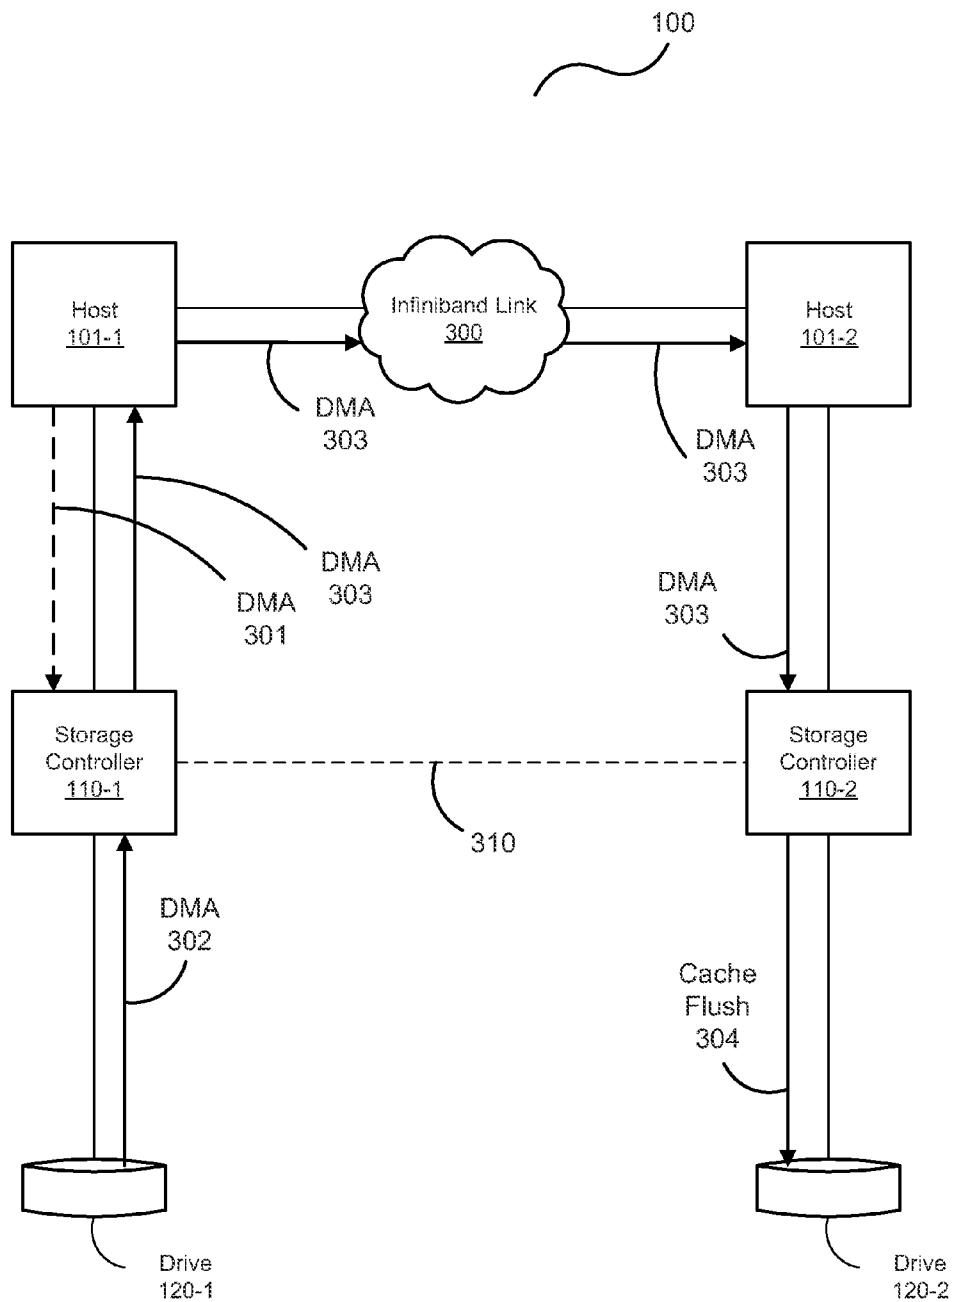 100
Host
101-1
Infiniband Link
300
Host
101-2
DMA
303
DMA
303
DMA
303
DMA
301
DMA
303
Storage
Controller
110-1
Storage
Controller
110-2
310
DMA
302
Cache
Flush
304
Drive
120-1
Drive
120-2